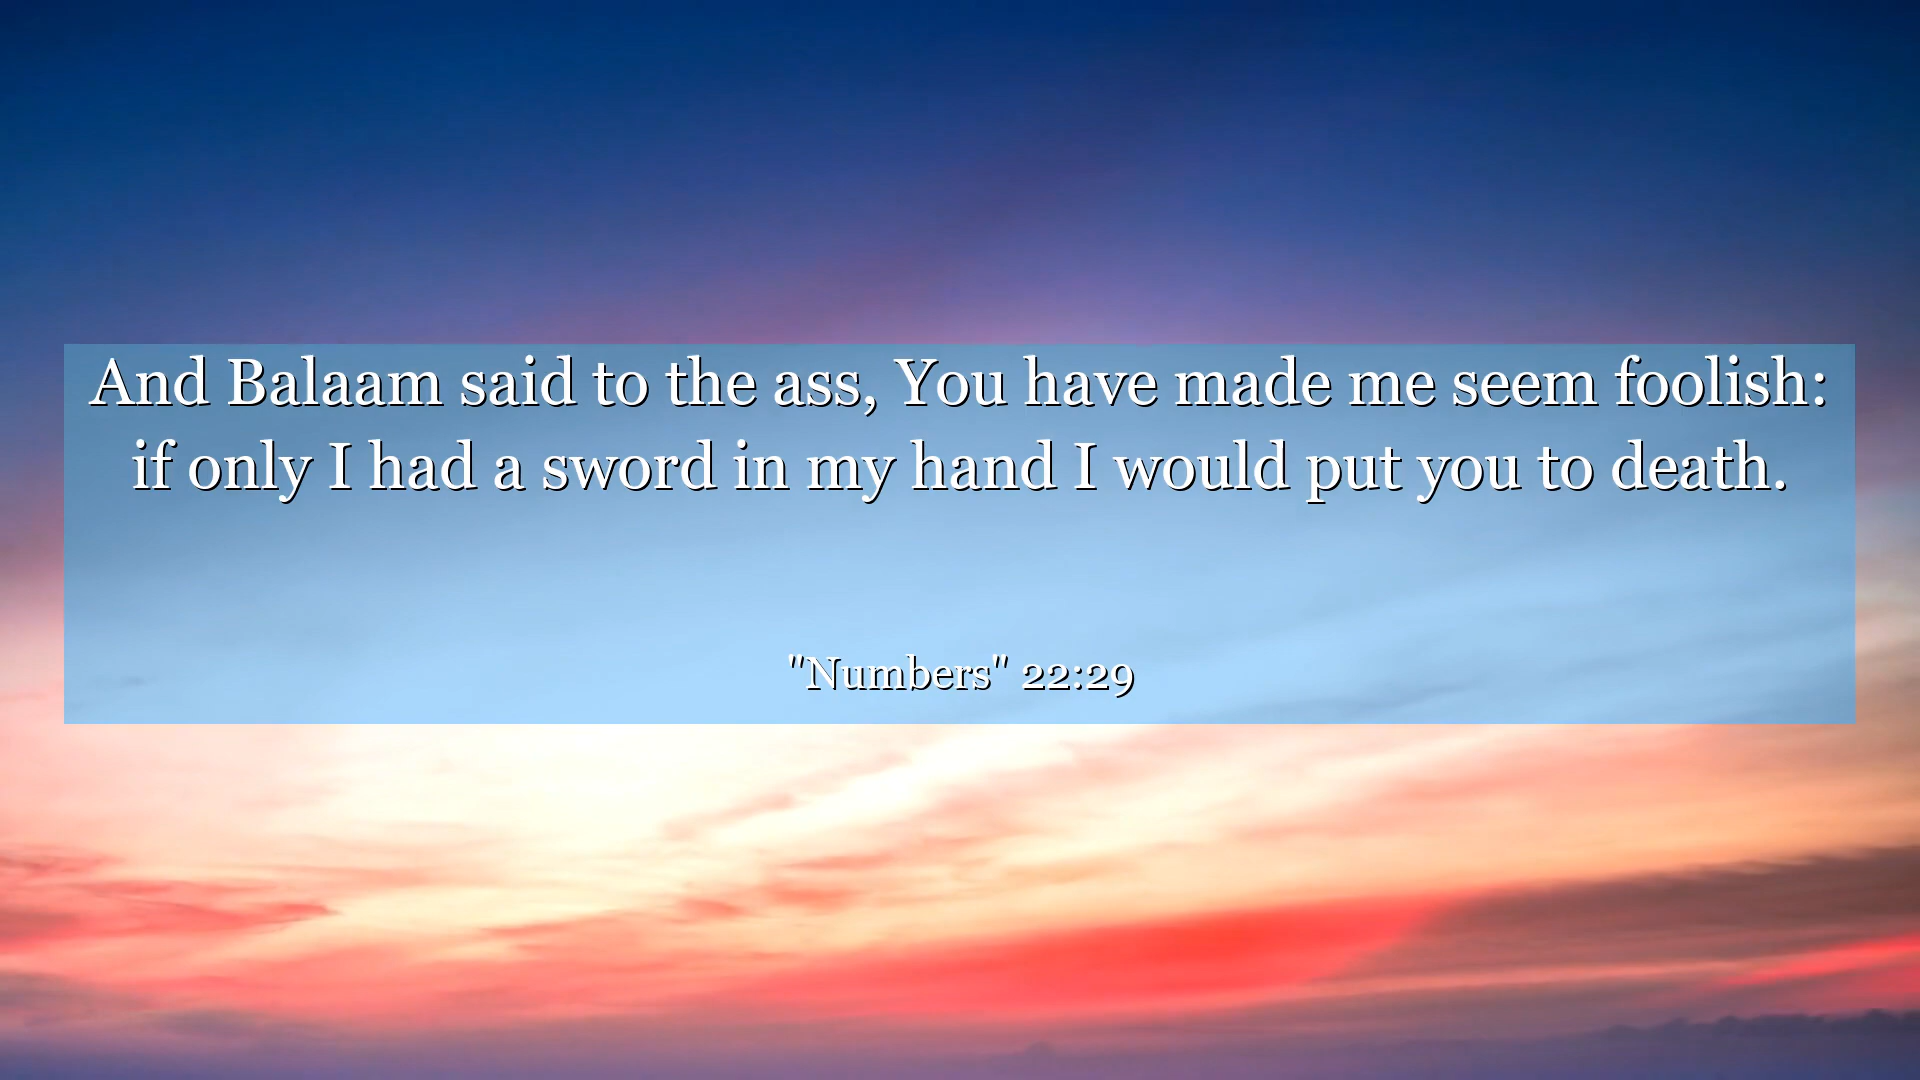 And Balaam said to the ass, You have made me seem foolish:
if only I had a sword in my hand I would put you to death.
"Numbers" 22:29